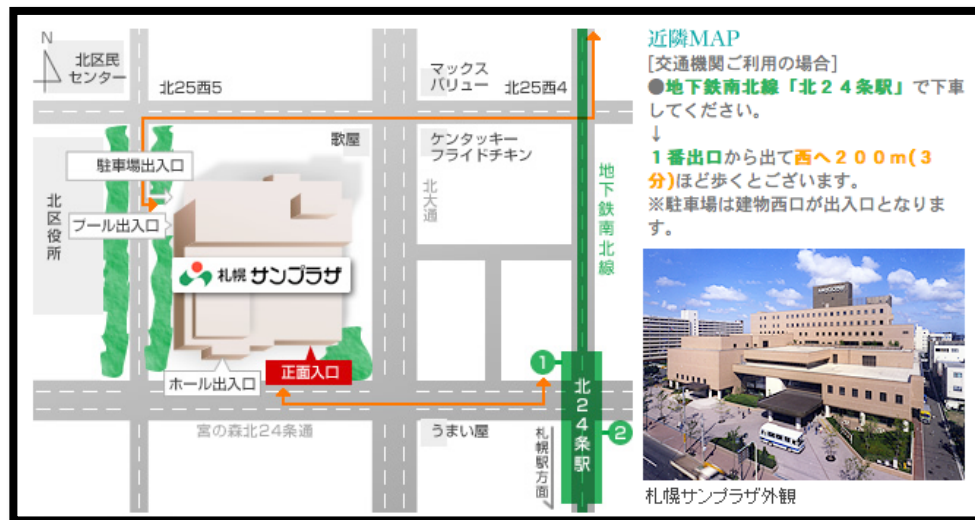 N
北区民
センター
北25西5
マックス
バリュー
北25西4
歌屋
ケンタッキー
フライドチキン
駐車場出入口
北区役所
プール出入口
北大通
地下鉄南北線
札幌 サンプラザ
ホール出入口
正面入口
1
北24条駅
2
宮の森北24条通
うまい屋
札幌駅方面
近隣MAP
[交通機関ご利用の場合]
●地下鉄南北線「北24条駅」で下車
してください。
↓
1番出口から出て西へ200m(3
分)ほど歩くとございます。
※駐車場は建物西口が出入口となりま
す。
札幌サンプラザ外観